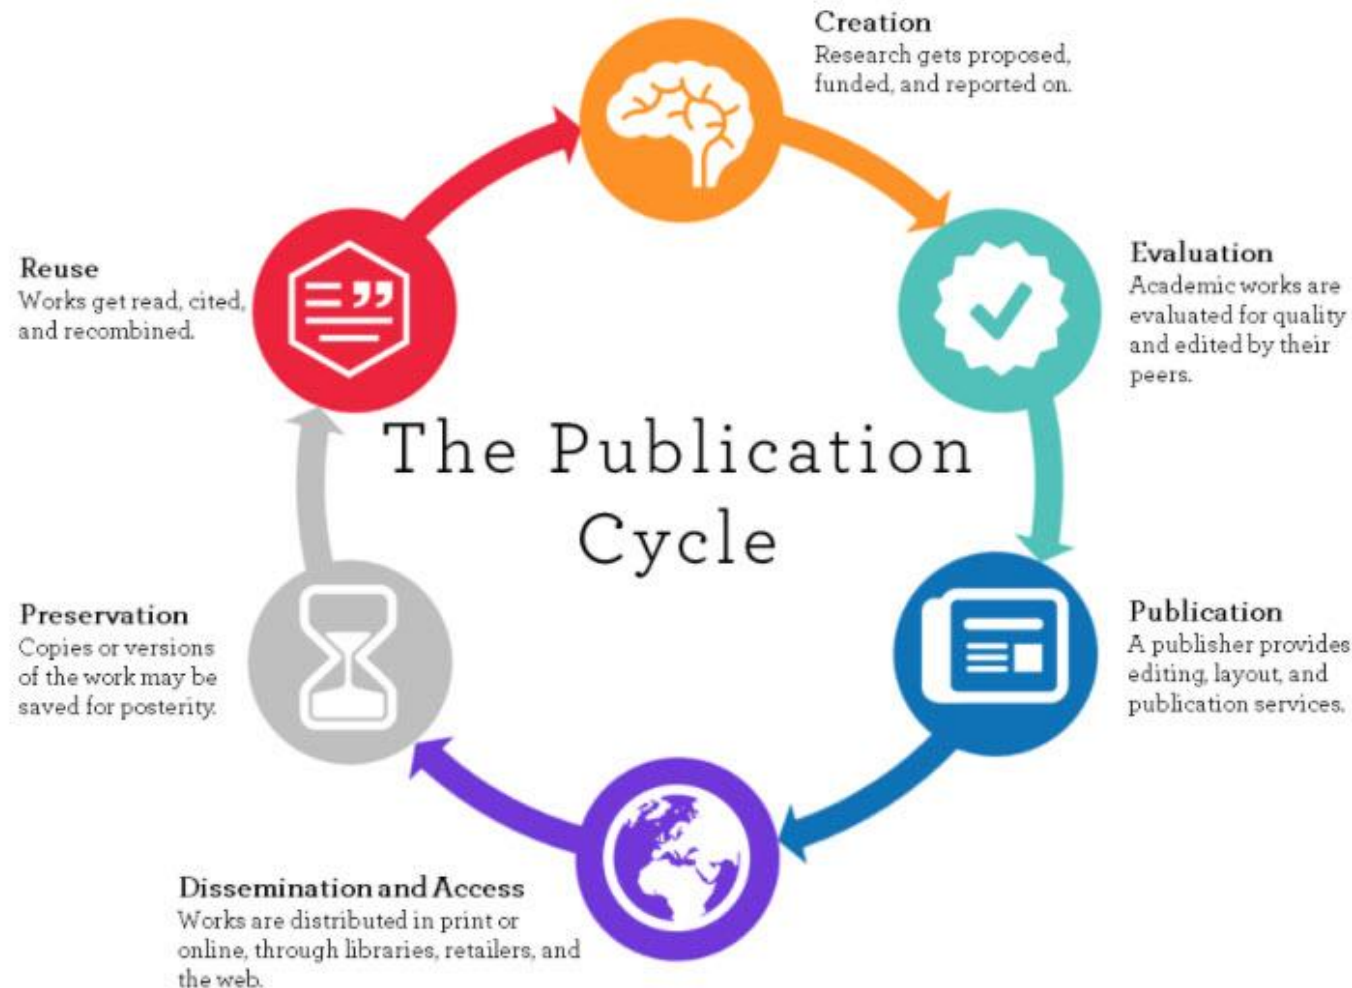 Creation
Research gets proposed,
funded, and reported on.
Evaluation
Academic works are
evaluated for quality
and edited by their
peers.
Publication
A publisher provides
editing, layout, and
publication services.
Dissemination and Access
Works are distributed in print or
online, through libraries, retailers, and
the web.
Preservation
Copies or versions
of the work may be
saved for posterity.
Reuse
Works get read, cited,
and recombined.
The Publication
Cycle